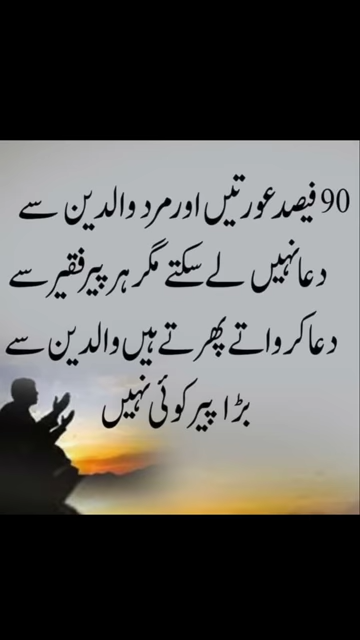 90 فیصد عورتیں اور مرد والدین سے
دعا نہیں لے سکتے مگر ہر پیر فقیر سے
دعا کرواتے پھرتے ہیں والدین سے
بڑا پیر کوئی نہیں